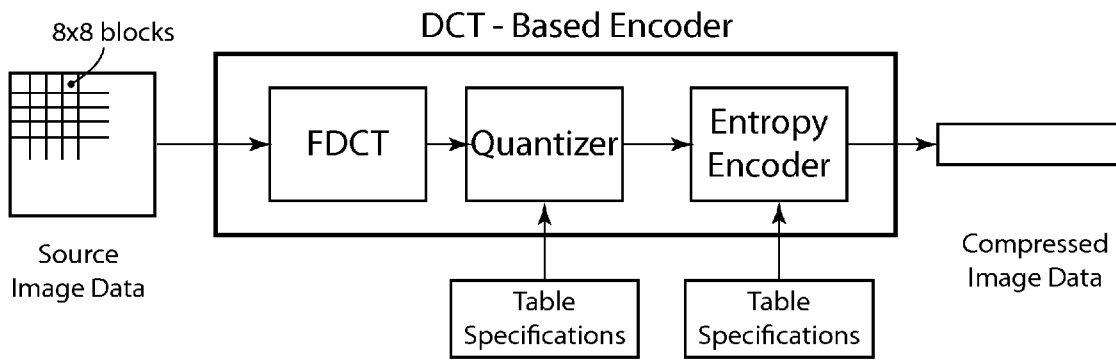 DCT - Based Encoder
8x8 blocks
FDCT
Quantizer
Entropy
Encoder
Source
Image Data
Compressed
Image Data
Table
Specifications
Table
Specifications